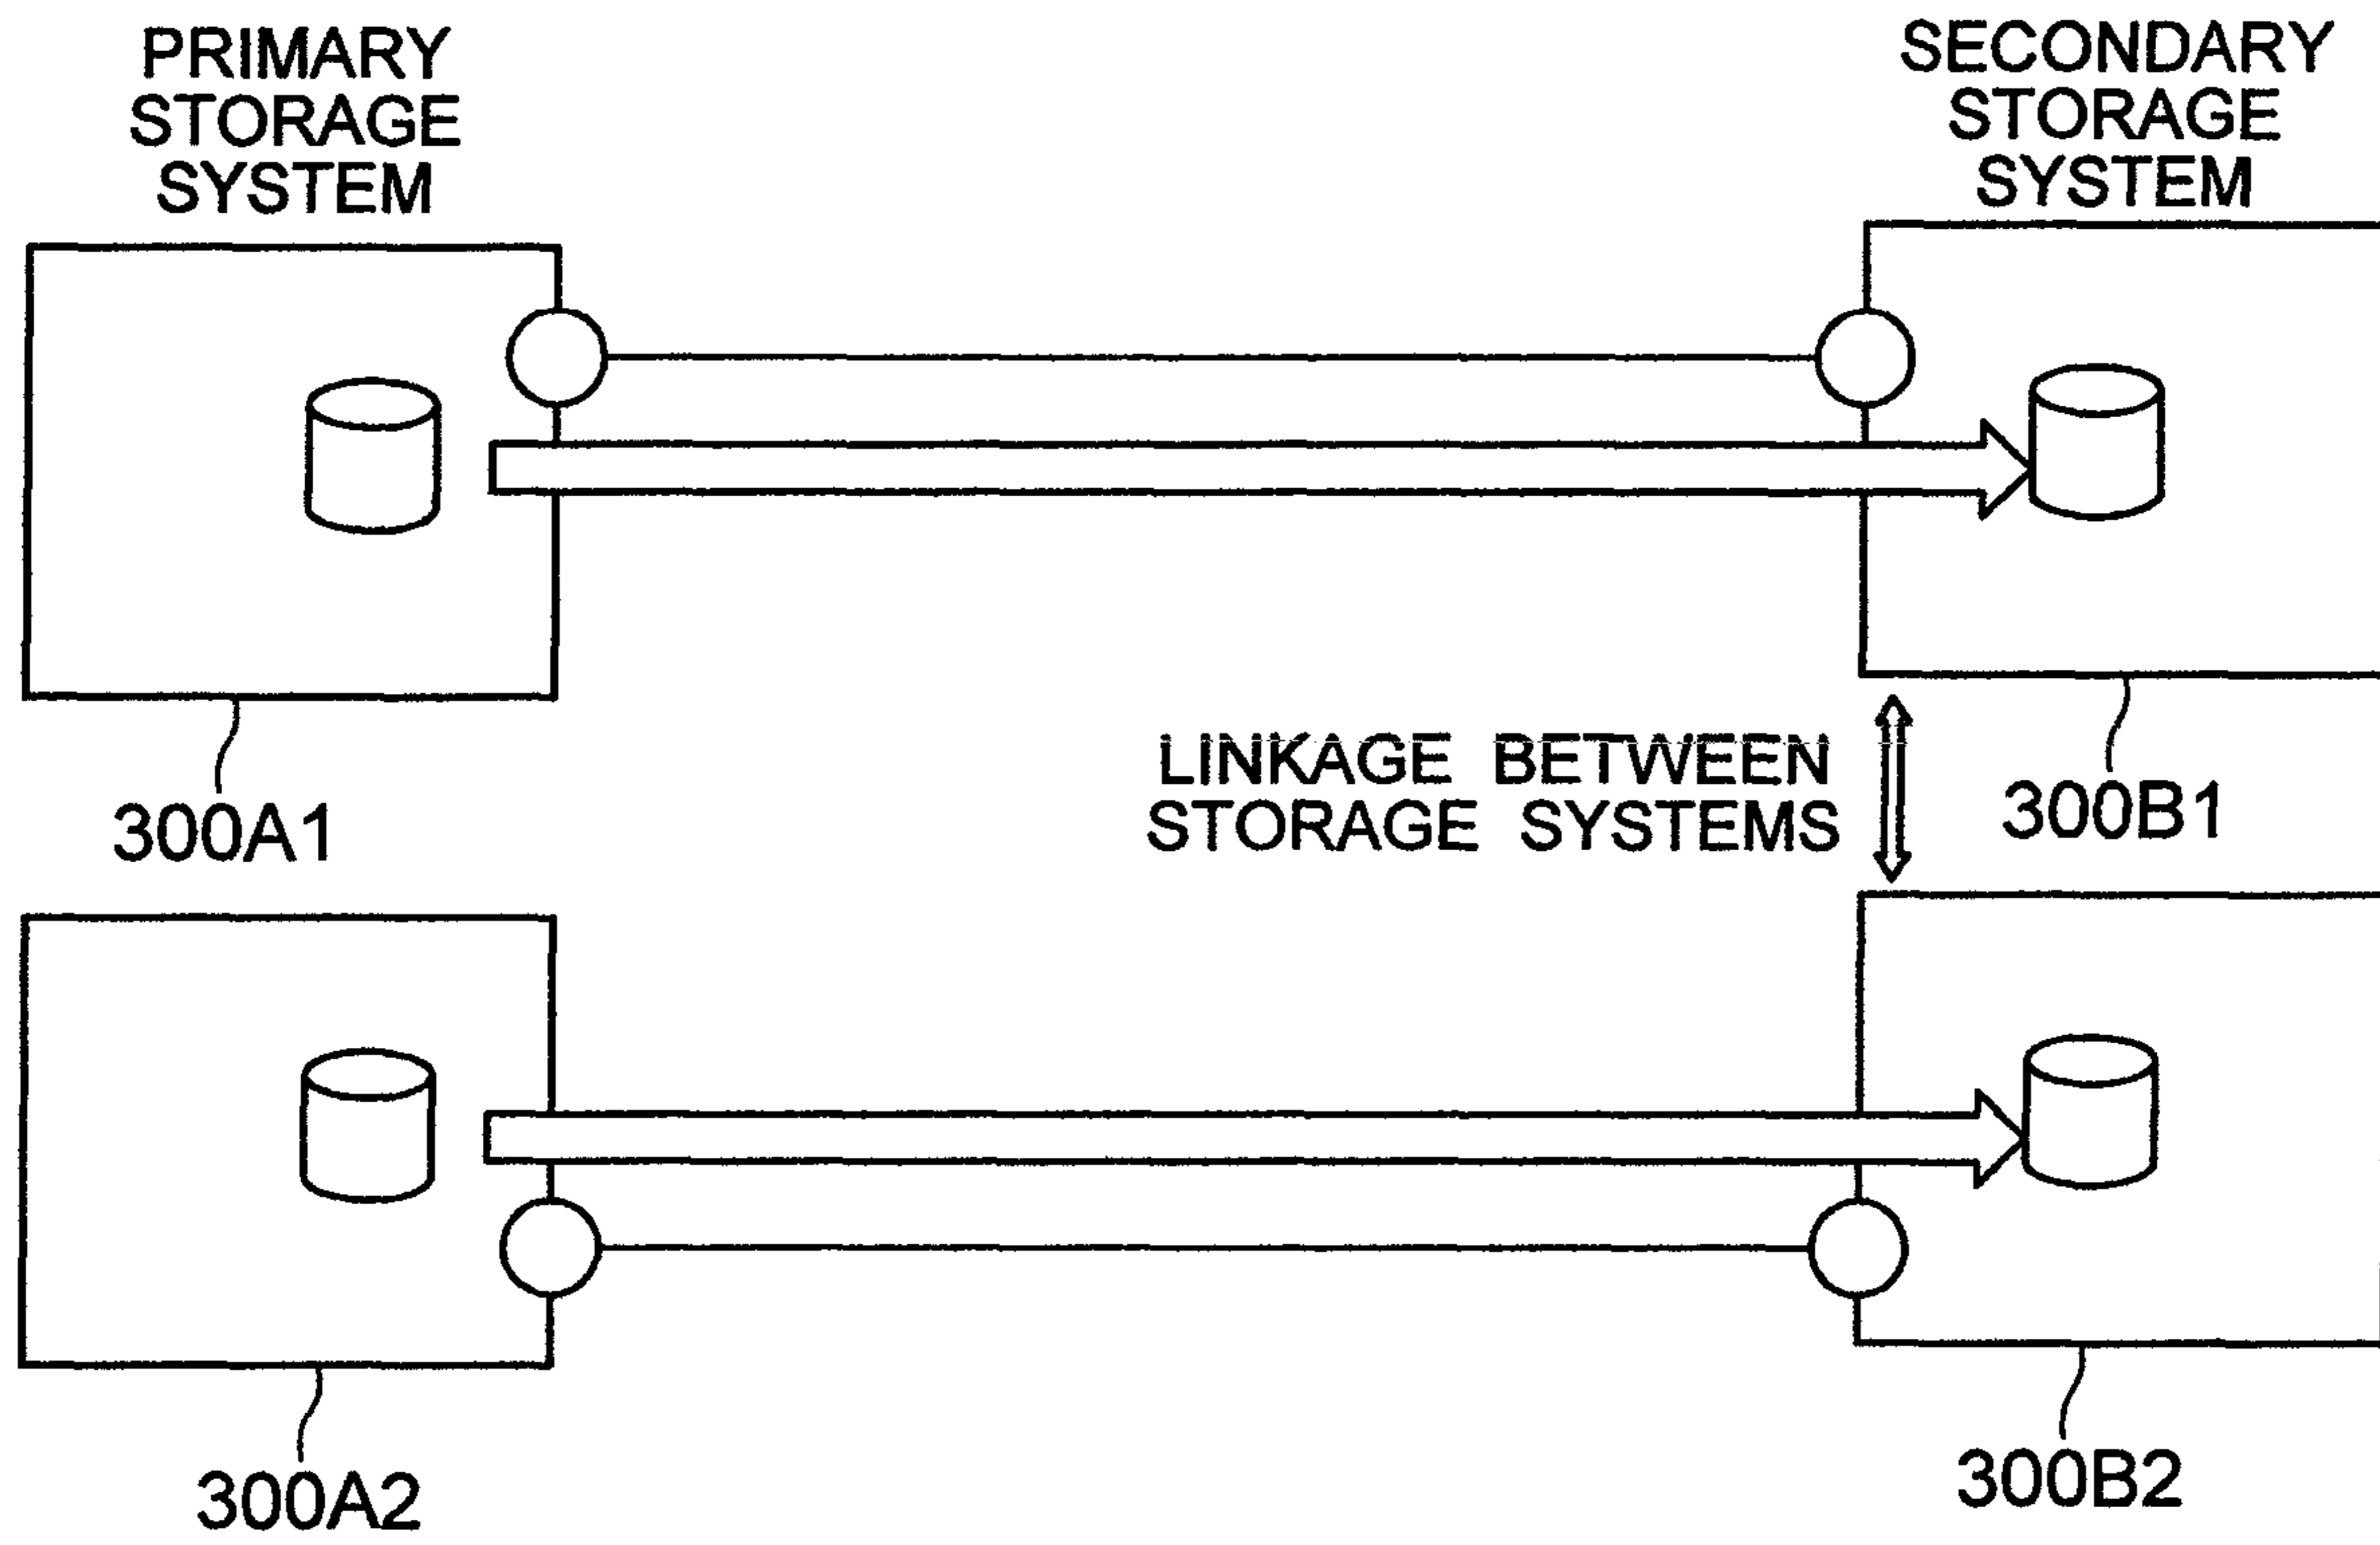 PRIMARY
STORAGE
SYSTEM
SECONDARY
STORAGE
SYSTEM
300A1
LINKAGE BETWEEN
STORAGE SYSTEMS
300B1
300A2
300B2